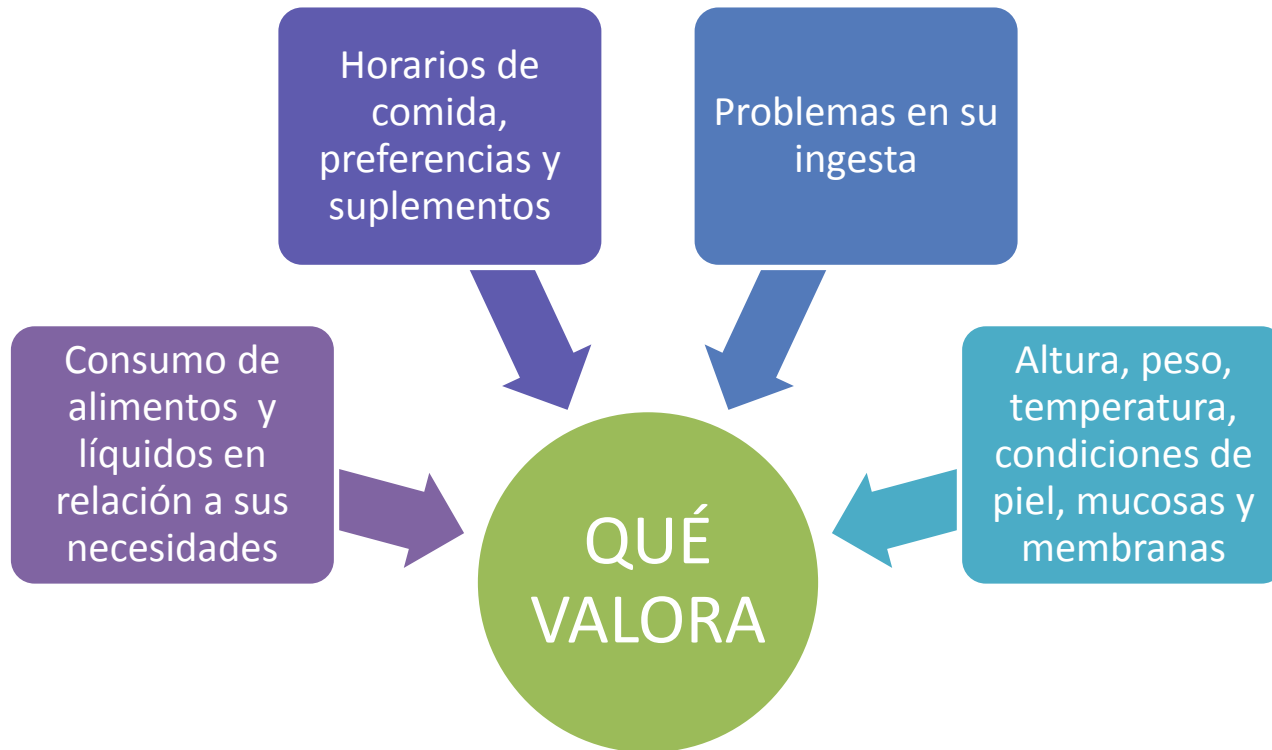 Horarios de
comida,
preferencias y
suplementos
Problemas en su
ingesta
Consumo de
alimentos y
líquidos en
relación a sus
necesidades
Altura, peso,
temperatura,
condiciones de
piel, mucosas y
membranas
QUÉ
VALORA